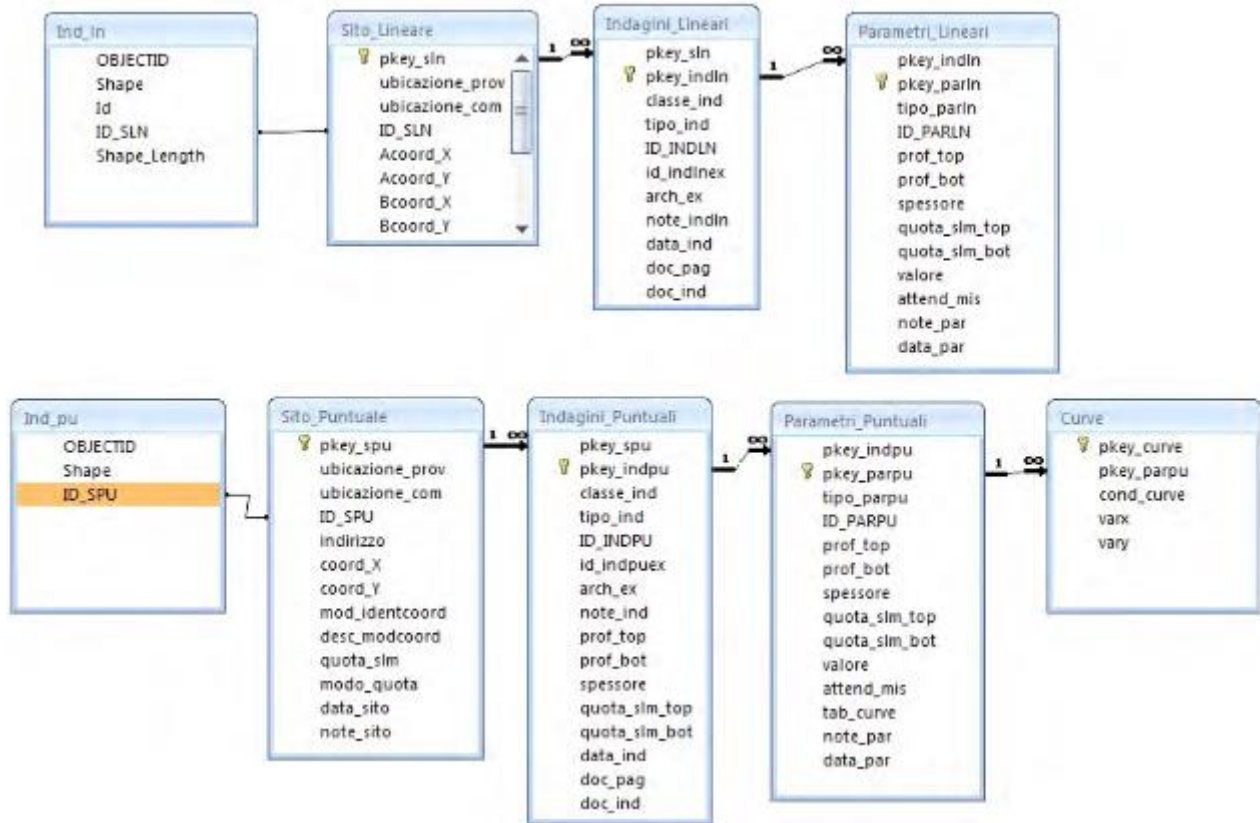 Ind_ln
OBJECTID
Shape
Id
ID_SLN
Shape_Length
Sito_Lineare
pkey_sln
ubicazione_prov
ubicazione_com
ID_SLN
Acoord_X
Acoord_Y
Bcoord_X
Bcoord_Y
1
∞
Indagini_Lineari
pkey_sln
pkey_indln
classe_ind
tipo_ind
ID_INDLN
id_indlnex
arch_ex
note_indln
data_ind
doc_pag
doc_ind
1
∞
Parametri_Lineari
pkey_indln
pkey_parln
tipo_parln
ID_PARLN
prof_top
prof_bot
spessore
quota_slm_top
quota_slm_bot
valore
attend_mis
note_par
data_par
Ind_pu
OBJECTID
Shape
ID_SPU
Sito_Puntuale
pkey_spu
ubicazione_prov
ubicazione_com
ID_SPU
indirizzo
coord_X
coord_Y
mod_identcoord
desc_modcoord
quota_slm
modo_quota
data_sito
note_sito
1
∞
Indagini_Puntuali
pkey_spu
pkey_indpu
classe_ind
tipo_ind
ID_INDPU
id_indpuex
arch_ex
note_ind
prof_top
prof_bot
spessore
quota_slm_top
quota_slm_bot
data_ind
doc_pag
doc_ind
1
∞
Parametri_Puntuali
pkey_indpu
pkey_parpu
tipo_parpu
ID_PARPU
prof_top
prof_bot
spessore
quota_slm_top
quota_slm_bot
valore
attend_mis
tab_curve
note_par
data_par
1
∞
Curve
pkey_curve
pkey_parpu
cond_curve
varx
vary